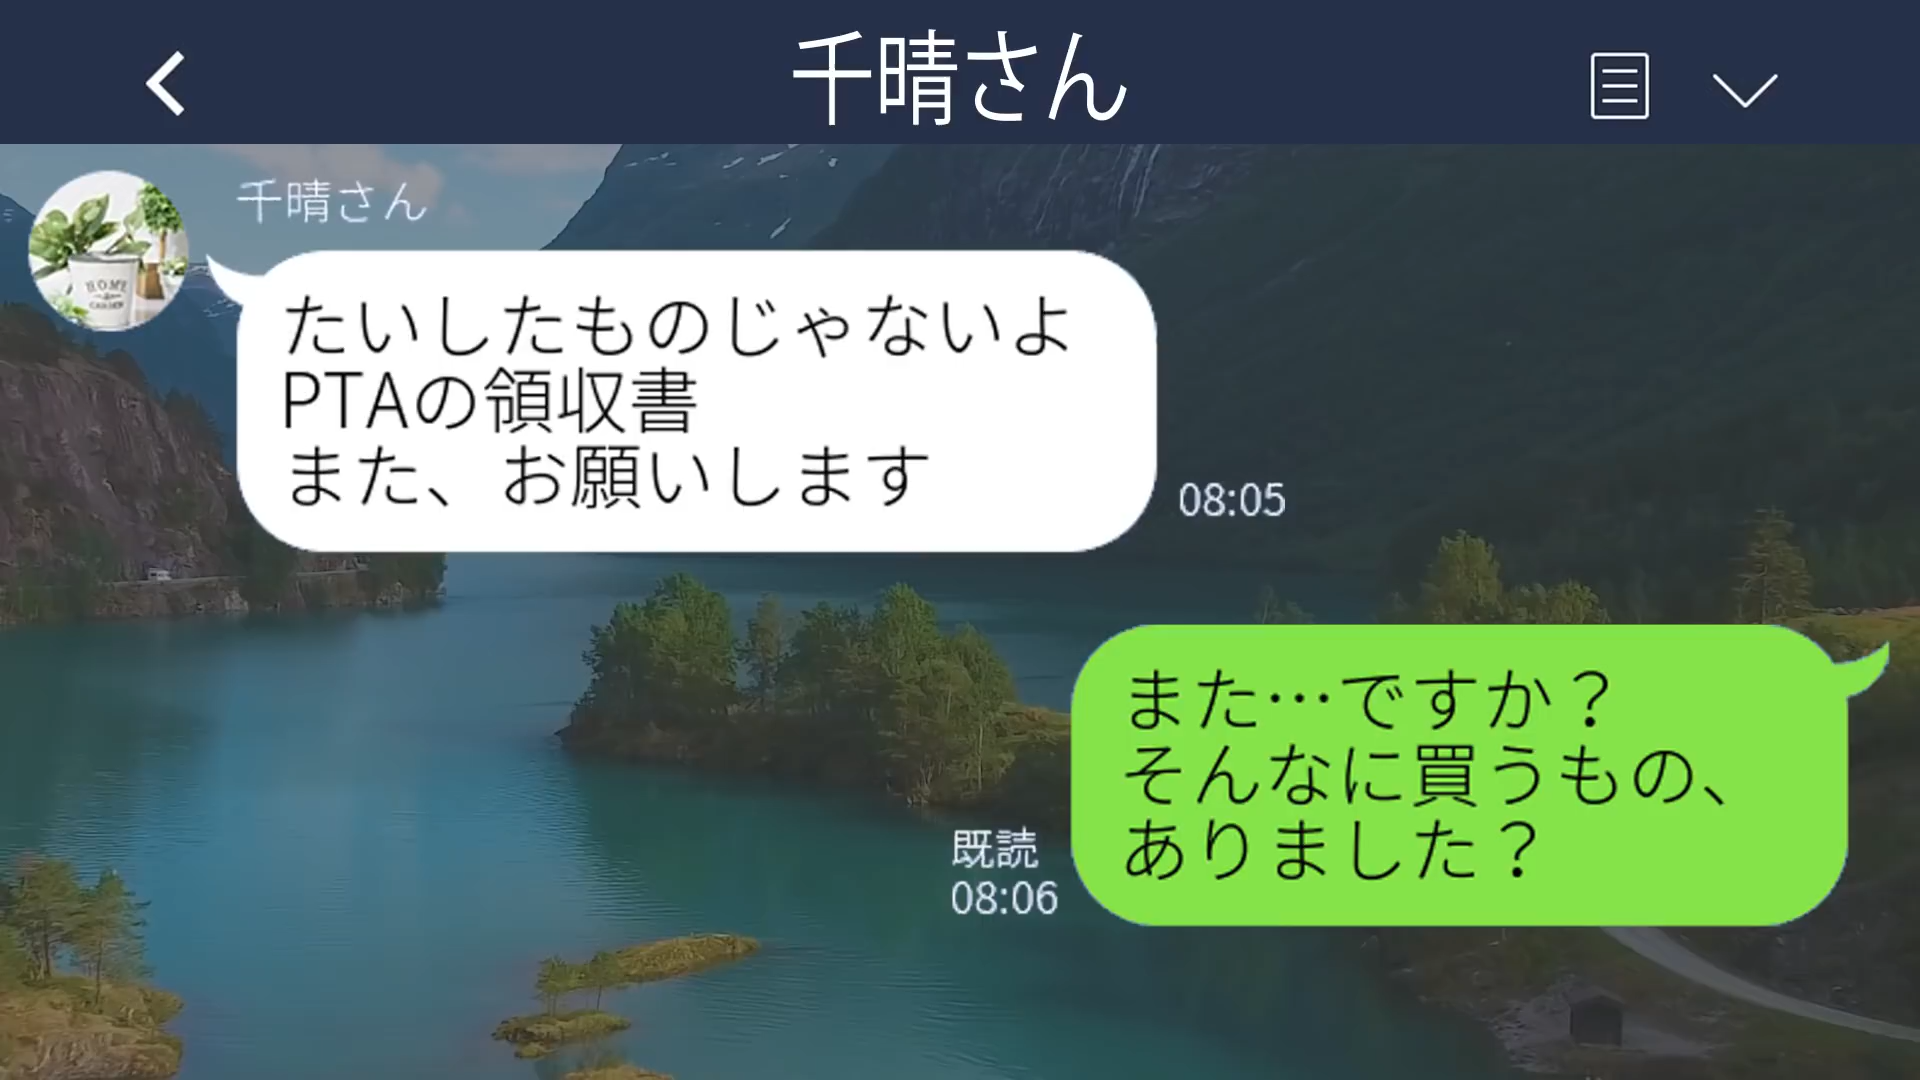 千晴さん
千晴さん
たいしたものじゃないよ
PTAの領収書
また、お願いします
08:05
また…ですか？
そんなに買うもの、
ありました？
既読
08:06
HOME
GARDEN